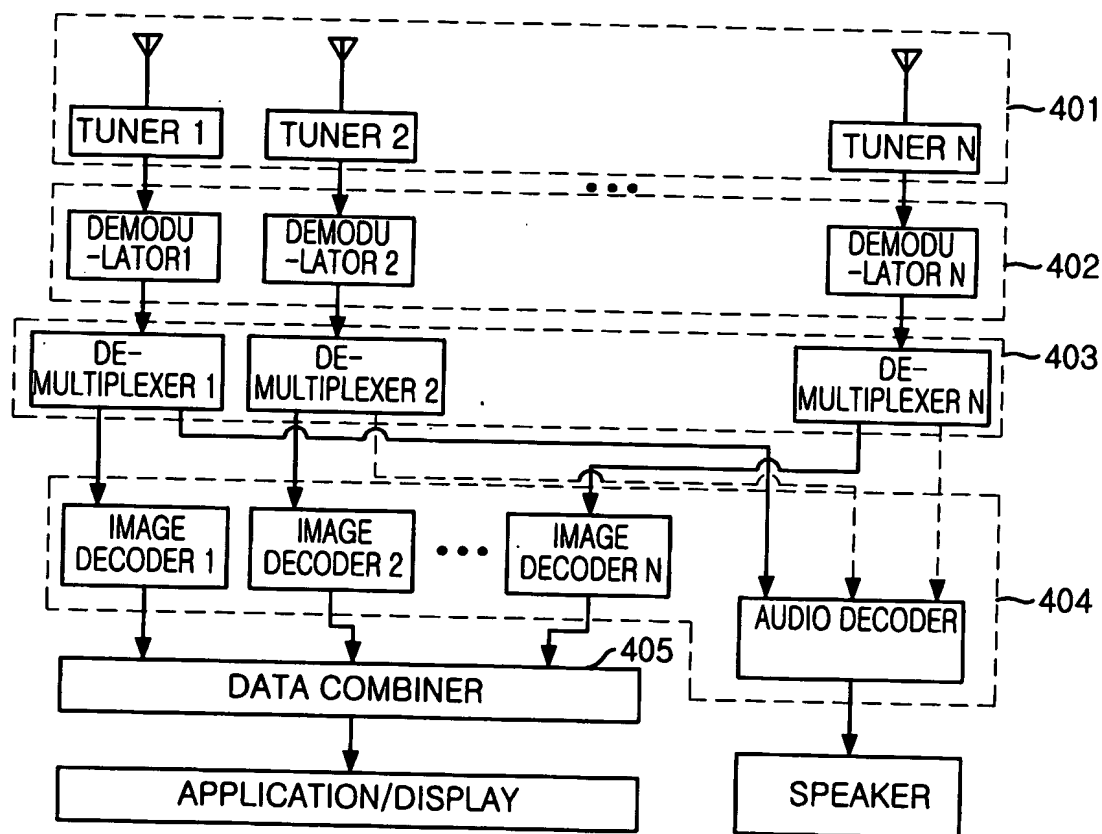 TUNER 1
TUNER 2
TUNER N
401
DEMODU
-LATOR1
DEMODU
-LATOR 2
DEMODU
-LATOR N
402
DE-
MULTIPLEXER 1
DE-
MULTIPLEXER 2
DE-
MULTIPLEXER N
403
IMAGE
DECODER 1
IMAGE
DECODER 2
IMAGE
DECODER N
AUDIO DECODER
404
405
DATA COMBINER
APPLICATION/DISPLAY
SPEAKER